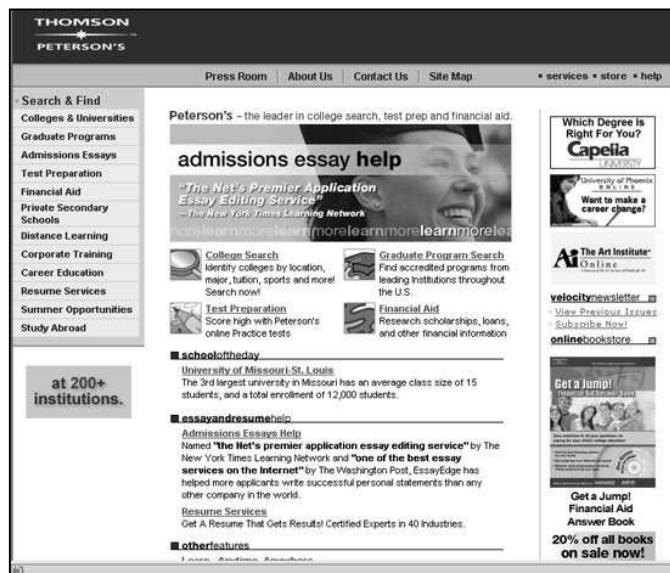 THOMSON
PETERSON'S
Press Room
About Us
Contact Us
Site Map
▪ services ▪ store ▪ help
Search & Find
Colleges & Universities
Graduate Programs
Admissions Essays
Test Preparation
Financial Aid
Private Secondary
Schools
Distance Learning
Corporate Training
Career Education
Resume Services
Summer Opportunities
Study Abroad
at 200+
institutions.
Peterson's – the leader in college search, test prep and financial aid.
admissions essay help
"The Net's Premier Application
Essay Editing Service"
—The New York Times Learning Network
morelearnmorelearnmorelearnmorelea
College Search
Identify colleges by location,
major, tuition, sports and more!
Search now!
Graduate Program Search
Find accredited programs from
leading Institutions throughout
the U.S.
Test Preparation
Score high with Peterson's
online Practice tests
Financial Aid
Research scholarships, loans,
and other financial information
schooloftheday
University of Missouri-St. Louis
The 3rd largest university in Missouri has an average class size of 15
students, and a total enrollment of 12,000 students.
essayandresumehelp
Admissions Essays Help
Named "the Net's premier application essay editing service" by The
New York Times Learning Network and "one of the best essay
services on the Internet" by The Washington Post, EssayEdge has
helped more applicants write successful personal statements than any
other company in the world.
Resume Services
Get A Resume That Gets Results! Certified Experts in 40 Industries.
otherfeatures
Learn Anytime Anywhere
Which Degree Is
Right For You?
Capella
UNIVERSITY
University of Phoenix
ONLINE
Want to make a
career change?
Ai The Art Institute
Online
velocitynewsletter
View Previous Issues
Subscribe Now!
onlinebookstore
Get a Jump!
Financial Aid Answer Book
Get a Jump!
Financial Aid
Answer Book
20% off all books
on sale now!